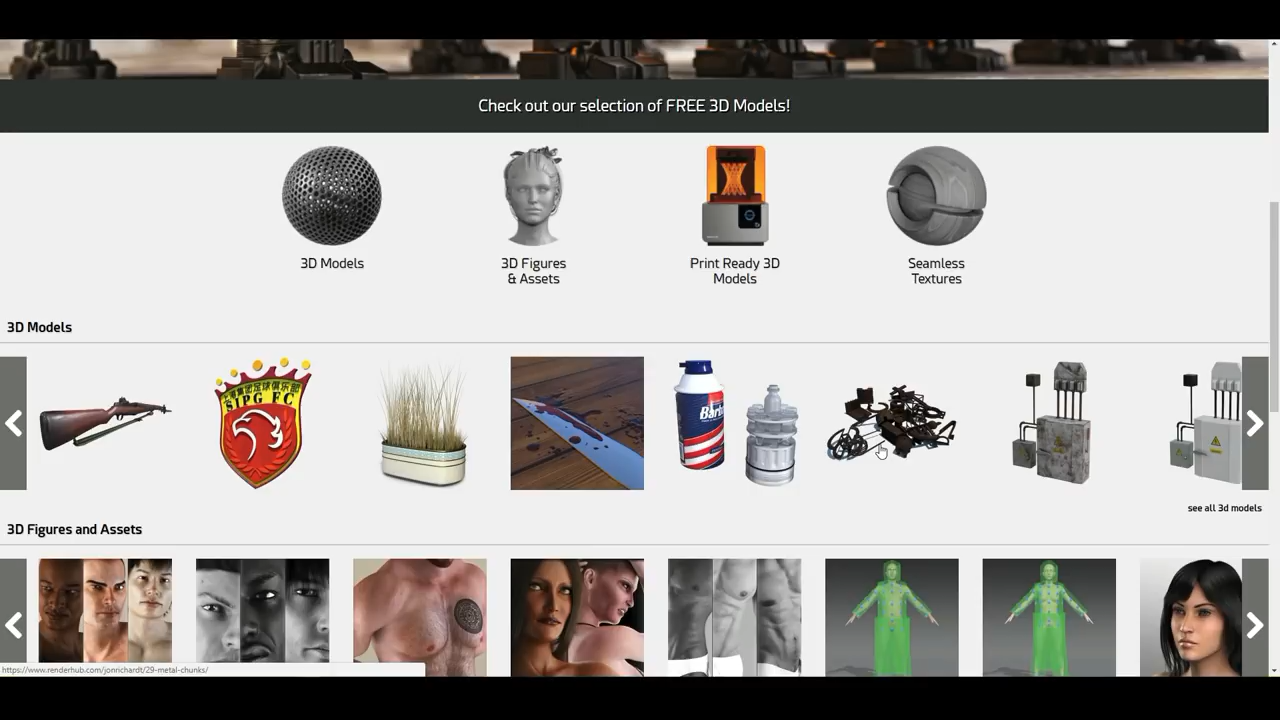 Check out our selection of FREE 3D Models!
3D Models
3D Figures
& Assets
Print Ready 3D
Models
Seamless
Textures
3D Models
SIPG FC
see all 3d models
3D Figures and Assets
https://www.renderhub.com/jonrichardt/29-metal-chunks/